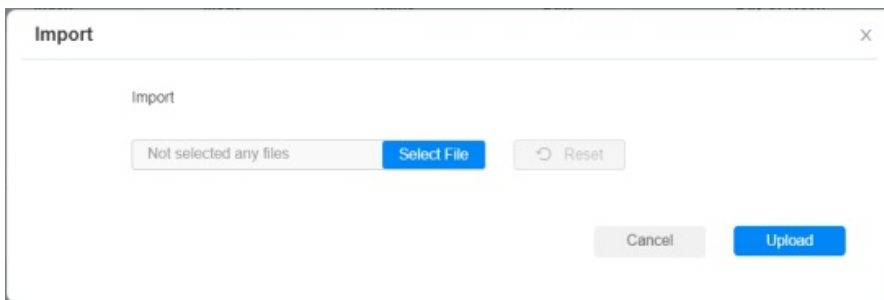 Import
X
Import
Not selected any files
Select File
Reset
Cancel
Upload